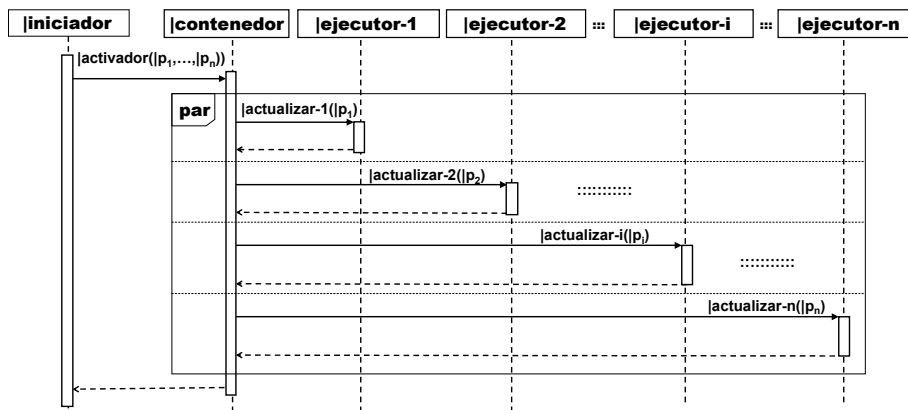 |iniciador |contenedor |ejecutor-1 |ejecutor-2 ::: |ejecutor-i ::: |ejecutor-n
|activador(|p₁,...,|pₙ))
par
|actualizar-1(|p₁)
|actualizar-2(|p₂) :::::::::::
|actualizar-i(|pᵢ) :::::::::::
|actualizar-n(|pₙ)